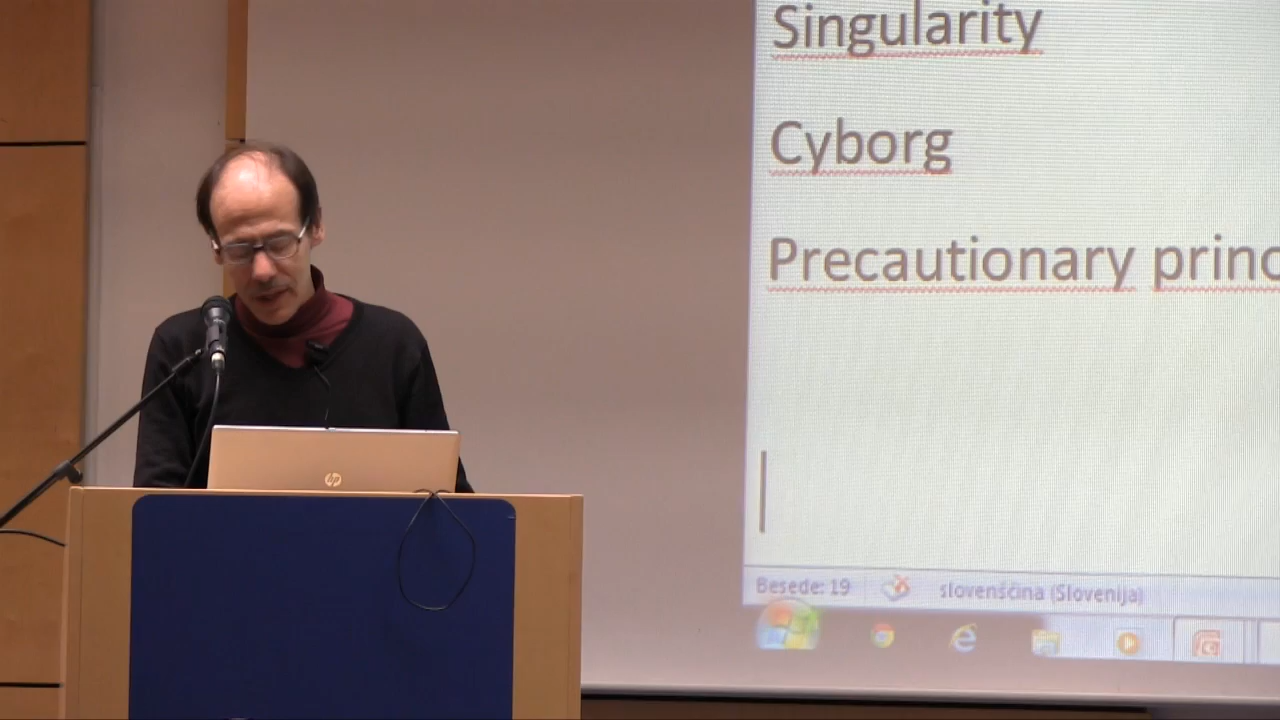 Singularity
Cyborg
Precautionary princ
Besede: 19 slovenščina (Slovenija)
hp